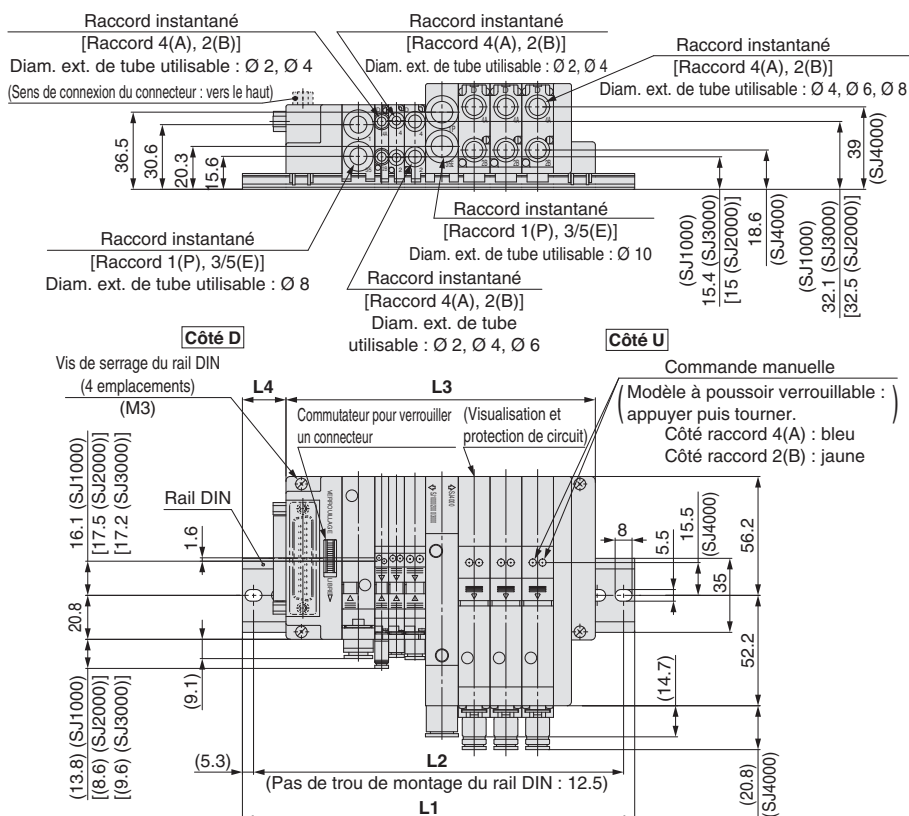 Raccord instantané
[Raccord 4(A), 2(B)]
Diam. ext. de tube utilisable : Ø 2, Ø 4
(Sens de connexion du connecteur : vers le haut)
Raccord instantané
[Raccord 4(A), 2(B)]
Diam. ext. de tube utilisable : Ø 2, Ø 4
Raccord instantané
[Raccord 4(A), 2(B)]
Diam. ext. de tube utilisable : Ø 4, Ø 6, Ø 8
36.5
30.6
20.3
15.6
39
(SJ4000)
Raccord instantané
[Raccord 1(P), 3/5(E)]
Diam. ext. de tube utilisable : Ø 8
Raccord instantané
[Raccord 1(P), 3/5(E)]
Diam. ext. de tube utilisable : Ø 10
Raccord instantané
[Raccord 4(A), 2(B)]
Diam. ext. de tube
utilisable : Ø 2, Ø 4, Ø 6
(SJ1000)
15.4 (SJ3000)
[15 (SJ2000)]
18.6
(SJ4000)
(SJ1000)
32.1 (SJ3000)
[32.5 (SJ2000)]
Côté D
Côté U
Vis de serrage du rail DIN
(4 emplacements)
(M3)
L4
L3
Commutateur pour verrouiller
un connecteur
(Visualisation et
protection de circuit)
Commande manuelle
(Modèle à poussoir verrouillable :
appuyer puis tourner.)
Côté raccord 4(A) : bleu
Côté raccord 2(B) : jaune
16.1 (SJ1000)
[17.5 (SJ2000)]
[17.2 (SJ3000)]
Rail DIN
1.6
VERROUILLAGE
LIBRE
SJ4000
8
5.5
15.5
(SJ4000)
35
56.2
20.8
52.2
(9.1)
(14.7)
(13.8) (SJ1000)
[(8.6) (SJ2000)]
[(9.6) (SJ3000)]
(5.3)
L2
(Pas de trou de montage du rail DIN : 12.5)
L1
(20.8)
(SJ4000)